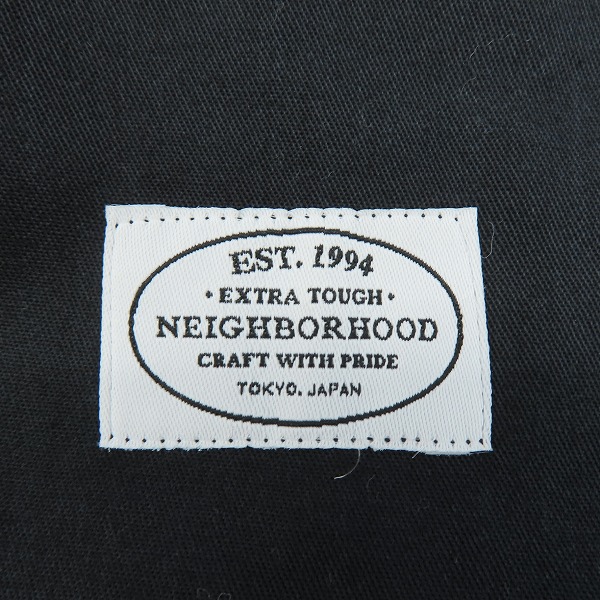 EST. 1994
· EXTRA TOUGH ·
NEIGHBORHOOD
CRAFT WITH PRIDE
TOKYO. JAPAN